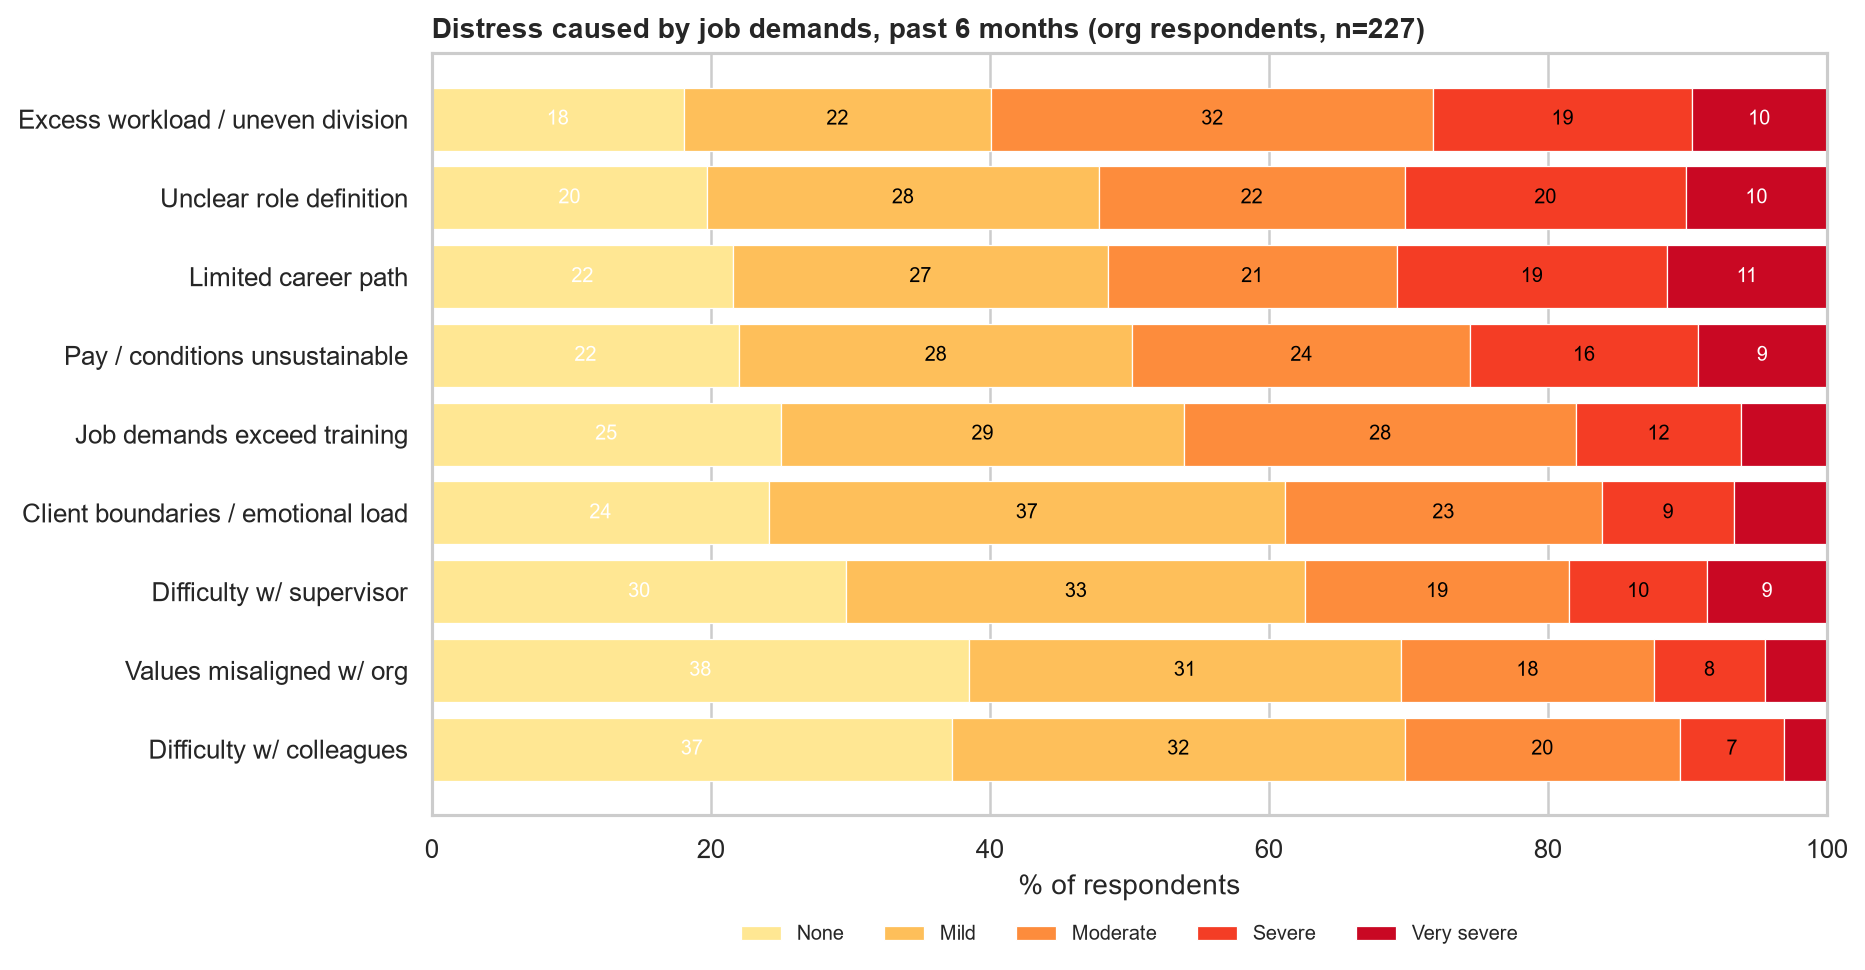 Distress caused by job demands, past 6 months (org respondents, n=227)
Excess workload / uneven division 18 22 32 19 10
Unclear role definition 20 28 22 20 10
Limited career path 22 27 21 19 11
Pay / conditions unsustainable 22 28 24 16 9
Job demands exceed training 25 29 28 12
Client boundaries / emotional load 24 37 23 9
Difficulty w/ supervisor 30 33 19 10 9
Values misaligned w/ org 38 31 18 8
Difficulty w/ colleagues 37 32 20 7
0 20 40 60 80 100
% of respondents
None Mild Moderate Severe Very severe